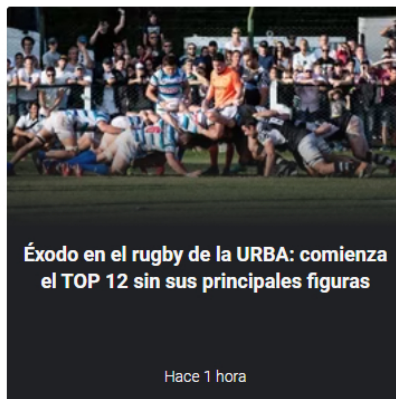 Éxodo en el rugby de la URBA: comienza
el TOP 12 sin sus principales figuras
Hace 1 hora